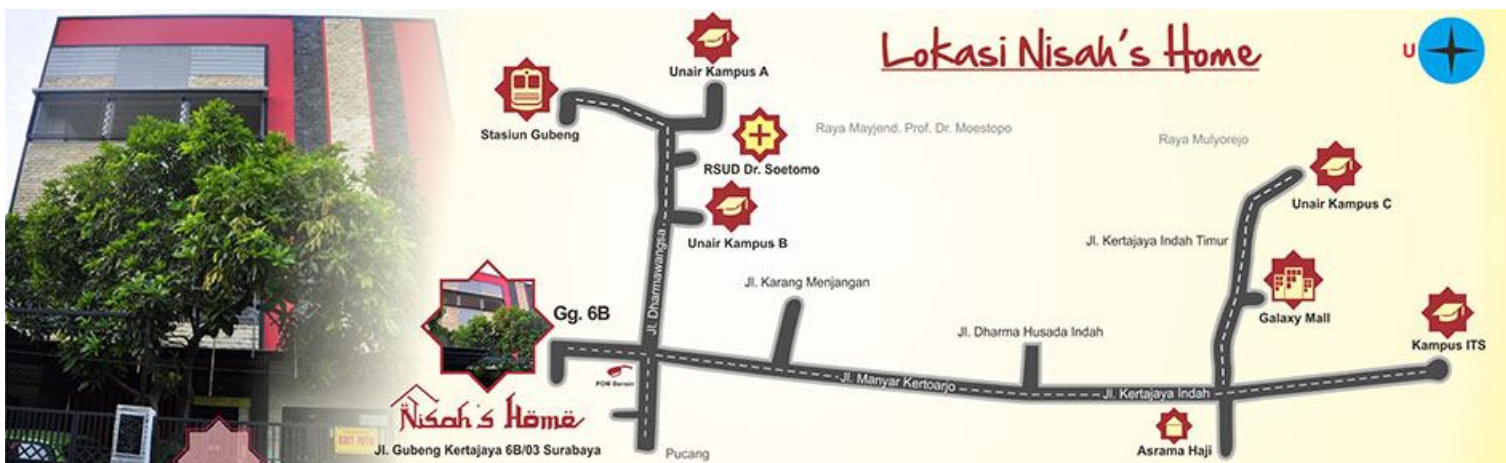 Lokasi Nisah's Home
U
Unair Kampus A
Stasiun Gubeng
Raya Mayjend. Prof. Dr. Moestopo
Raya Mulyorejo
RSUD Dr. Soetomo
Unair Kampus C
Unair Kampus B
Jl. Kertajaya Indah Timur
Jl. Dharmawangsa
Jl. Karang Menjangan
Gg. 6B
Galaxy Mall
Jl. Dharma Husada Indah
Kampus ITS
POM Bensin
Jl. Manyar Kertoarjo
Jl. Kertajaya Indah
Nisah's Home
Jl. Gubeng Kertajaya 6B/03 Surabaya
Pucang
Asrama Haji